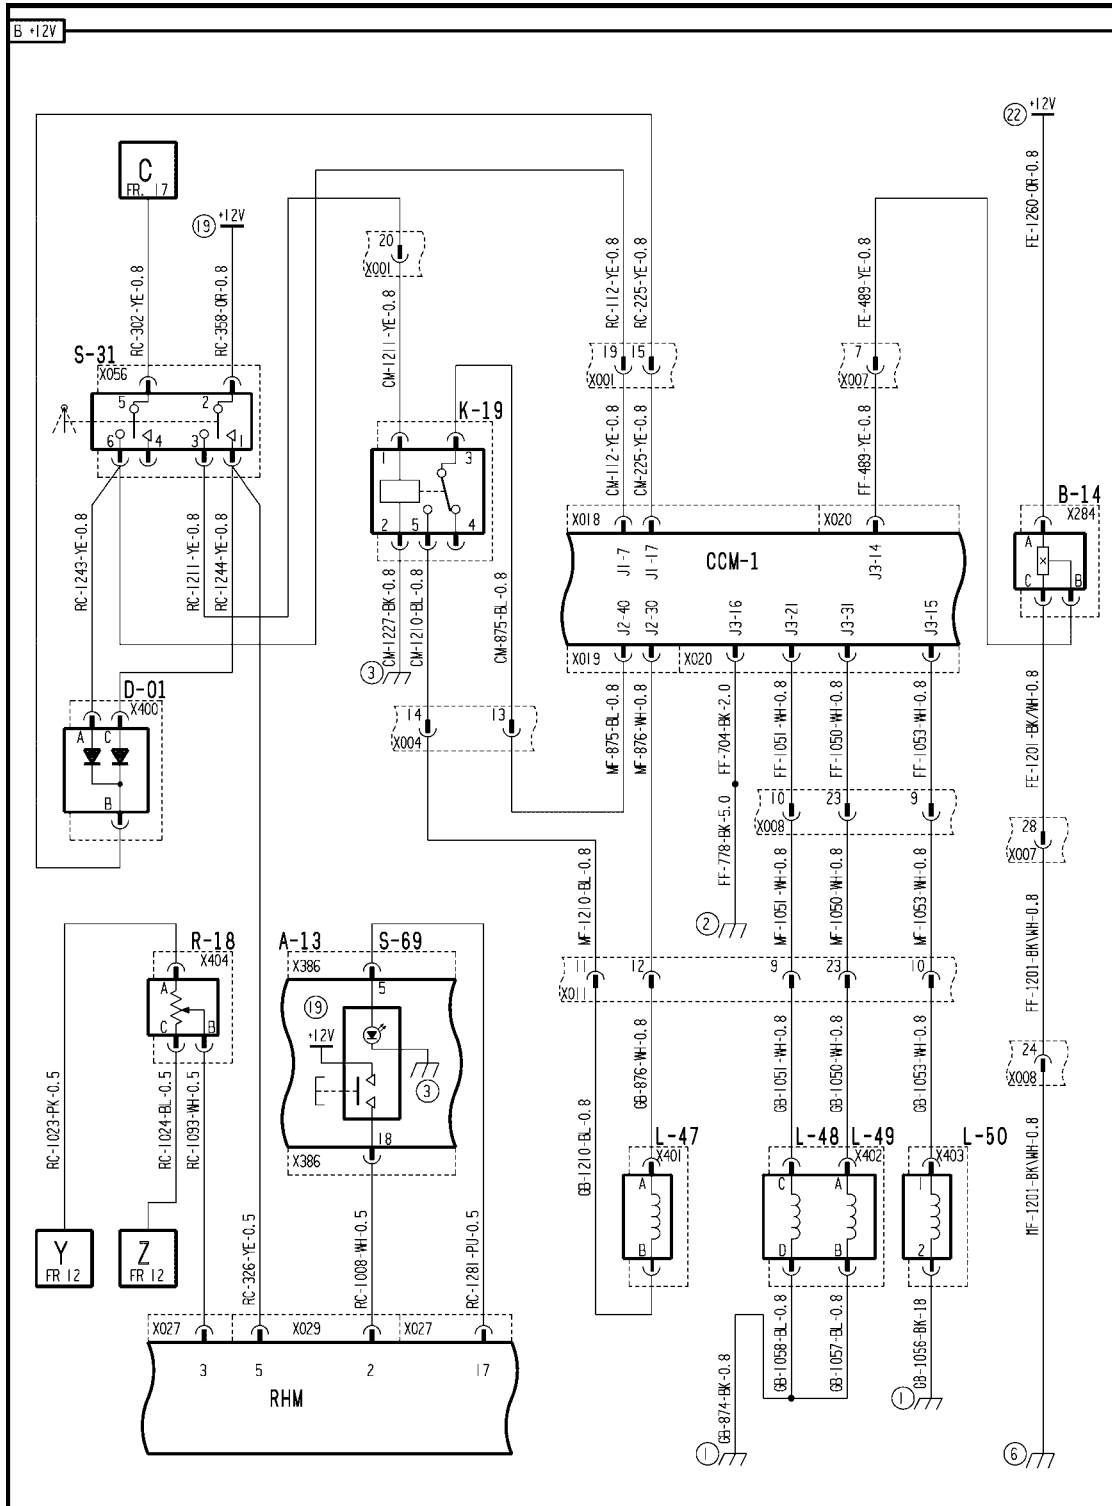 B +12V
22 +12V
C
FR. 17
19 +12V
20
X001
RC-302-YE-0.8
RC-358-OR-0.8
CM-1211-YE-0.8
RC-112-YE-0.8
RC-225-YE-0.8
FE-489-YE-0.8
FE-1260-OR-0.8
S-31
X056
5 2
6 4 3 1
19 15
X001
7
X007
K-19
1 3
2 5 4
CM-112-YE-0.8
CM-225-YE-0.8
FF-489-YE-0.8
B-14
X284
A
C B
X018 X020
J1-7 J1-17 J3-14
CCM-1
J2-40 J2-30 J3-16 J3-21 J3-31 J3-15
X019 X020
RC-1243-YE-0.8
RC-1211-YE-0.8
RC-1244-YE-0.8
CM-1227-BK-0.8
CM-1210-BL-0.8
CM-875-BL-0.8
3
D-01
X400
A C
B
14 13
X004
MF-875-BL-0.8
MF-876-WH-0.8
FF-704-BK-2.0
FF-1051-WH-0.8
FF-1050-WH-0.8
FF-1053-WH-0.8
FE-1201-BK/WH-0.8
10 23 9
X008
28
X007
FF-778-BK-5.0
2
MF-1210-BL-0.8
MF-1051-WH-0.8
MF-1050-WH-0.8
MF-1053-WH-0.8
FF-1201-BK\WH-0.8
R-18
X404
A
C B
A-13 S-69
X386
5
19
+12V
3
18
X386
11 12 9 23 10
X011
24
X008
RC-1023-PK-0.5
RC-1024-BL-0.5
RC-1093-WH-0.5
GB-1210-BL-0.8
GB-876-WH-0.8
GB-1051-WH-0.8
GB-1050-WH-0.8
GB-1053-WH-0.8
MF-1201-BK\WH-0.8
L-47
X401
A
B
L-48 L-49
X402
C A
D B
L-50
X403
1
2
Y
FR 12
Z
FR 12
RC-326-YE-0.5
RC-1008-WH-0.5
RC-1281-PU-0.5
X027 X029 X027
3 5 2 17
RHM
GB-874-BK-0.8
GB-1058-BL-0.8
GB-1057-BL-0.8
GB-1056-BK-18
1
1
6